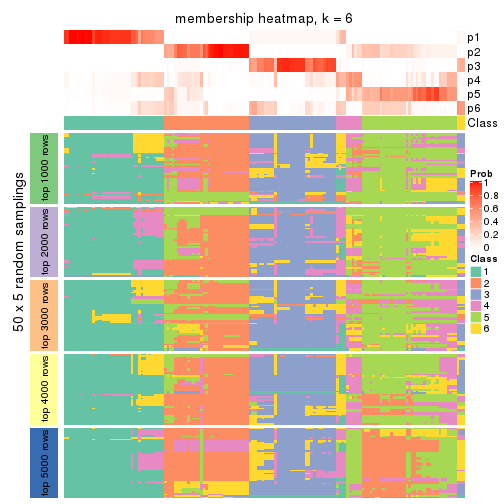 membership heatmap, k = 6
p1
p2
p3
p4
p5
p6
Class
50 x 5 random samplings
top 1000 rows
top 2000 rows
top 3000 rows
top 4000 rows
top 5000 rows
Prob
1
0.8
0.6
0.4
0.2
0
Class
1
2
3
4
5
6